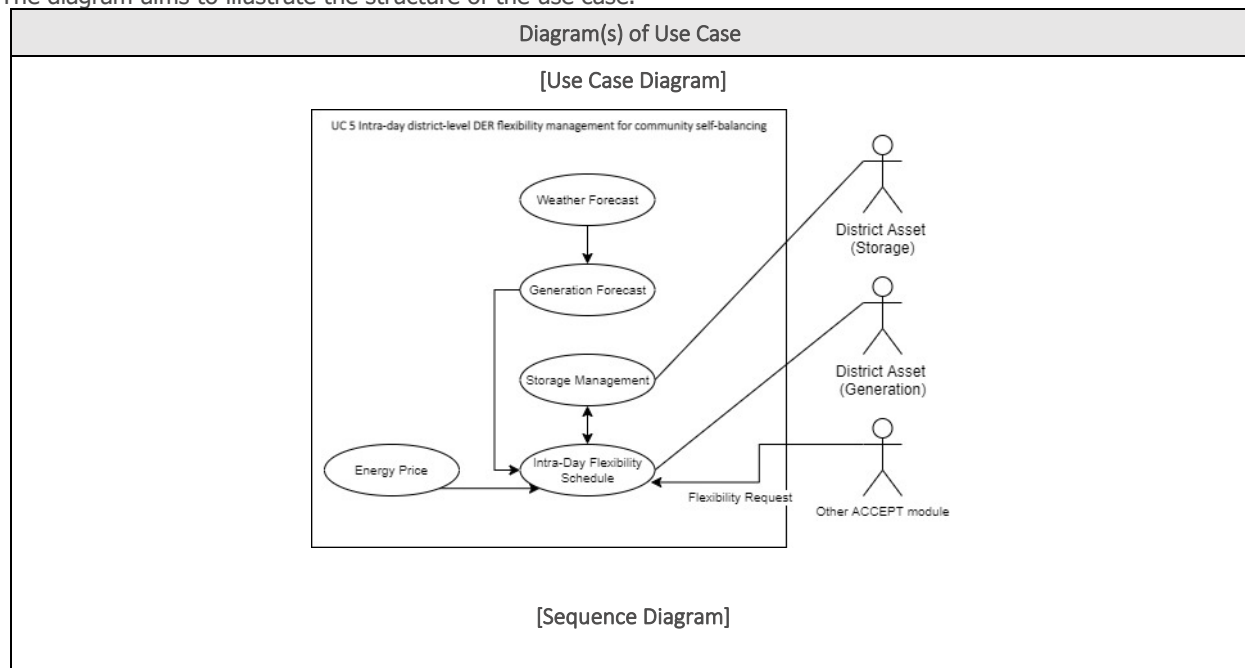 The diagram aims to illustrate the structure of the use case.
Diagram(s) of Use Case
[Use Case Diagram]
UC 5 Intra-day district-level DER flexibility management for community self-balancing
Weather Forecast
District Asset
(Storage)
Generation Forecast
Storage Management
District Asset
(Generation)
Energy Price
Intra-Day Flexibility
Schedule
Flexibility Request
Other ACCEPT module
[Sequence Diagram]